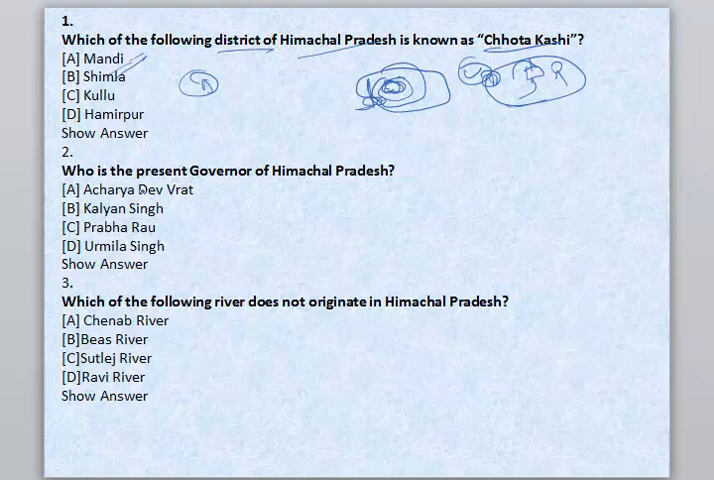 1.
Which of the following district of Himachal Pradesh is known as “Chhota Kashi”?
[A] Mandi
[B] Shimla
[C] Kullu
[D] Hamirpur
Show Answer
2.
Who is the present Governor of Himachal Pradesh?
[A] Acharya Dev Vrat
[B] Kalyan Singh
[C] Prabha Rau
[D] Urmila Singh
Show Answer
3.
Which of the following river does not originate in Himachal Pradesh?
[A] Chenab River
[B]Beas River
[C]Sutlej River
[D]Ravi River
Show Answer